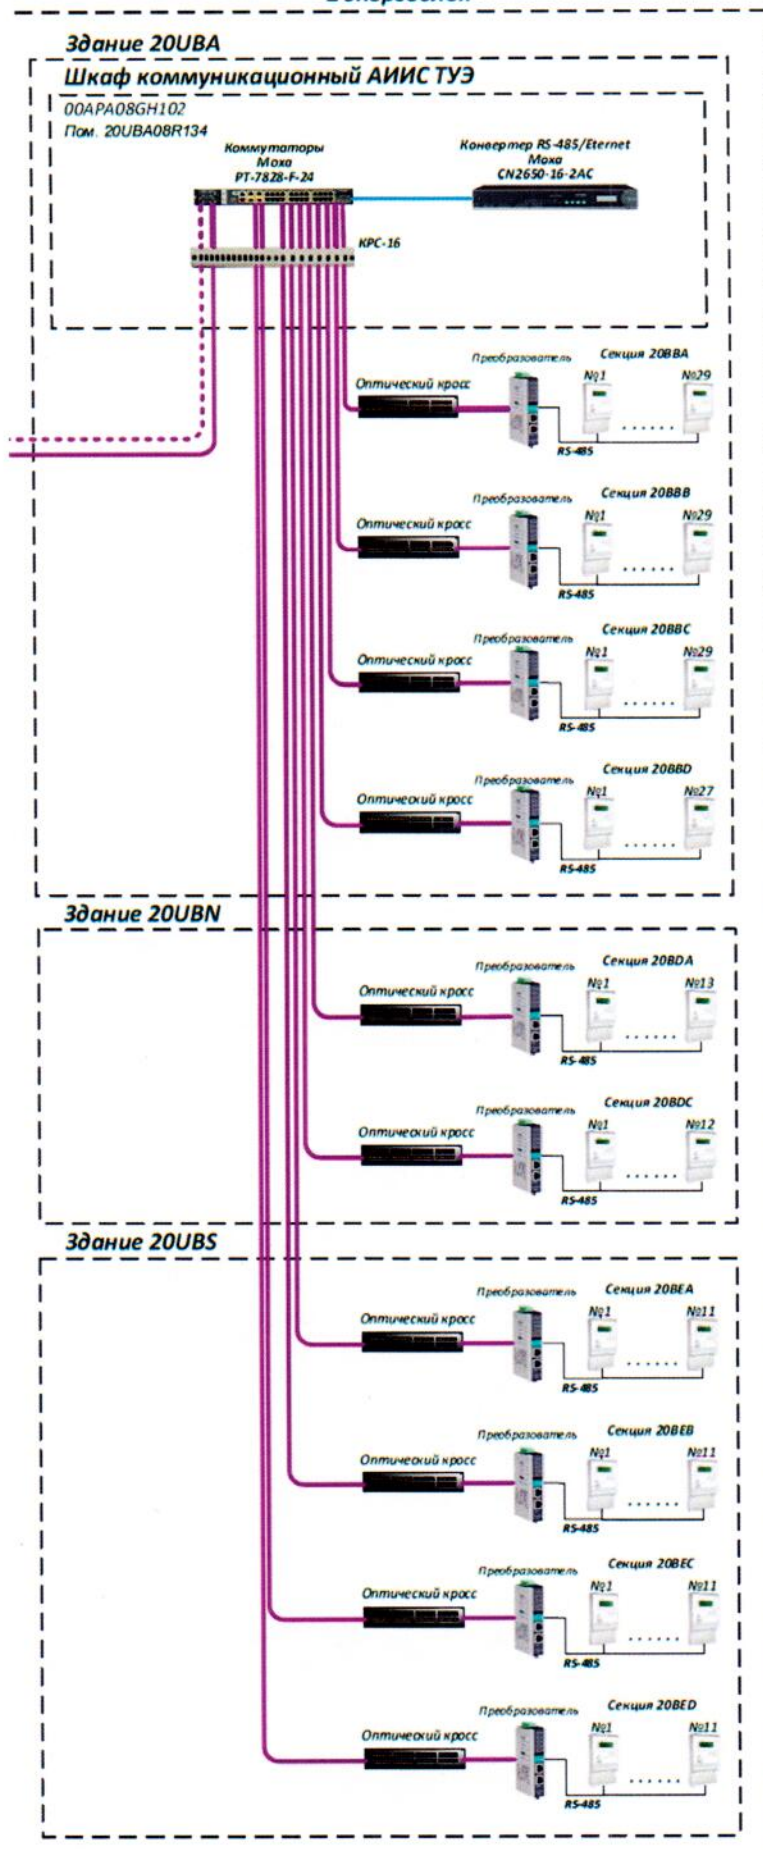 Здание 20UBA
Шкаф коммуникационный АИИС ТУЭ
00APA08GH102
Пом. 20UBA08R134
Коммутаторы
Моха
PT-7828-F-24
Конвертер RS-485/Eternet
Моха
CN2650-16-2AC
КРС-16
Преобразователь
Секция 20BBA
№1
№29
Оптический кросс
RS-485
Преобразователь
Секция 20BBB
№1
№29
Оптический кросс
RS-485
Преобразователь
Секция 20BBC
№1
№29
Оптический кросс
RS-485
Преобразователь
Секция 20BBD
№1
№27
Оптический кросс
RS-485
Здание 20UBN
Преобразователь
Секция 20BDA
№1
№13
Оптический кросс
RS-485
Преобразователь
Секция 20BDC
№1
№12
Оптический кросс
RS-485
Здание 20UBS
Преобразователь
Секция 20BEA
№1
№11
Оптический кросс
RS-485
Преобразователь
Секция 20BEB
№1
№11
Оптический кросс
RS-485
Преобразователь
Секция 20BEC
№1
№11
Оптический кросс
RS-485
Преобразователь
Секция 20BED
№1
№11
Оптический кросс
RS-485